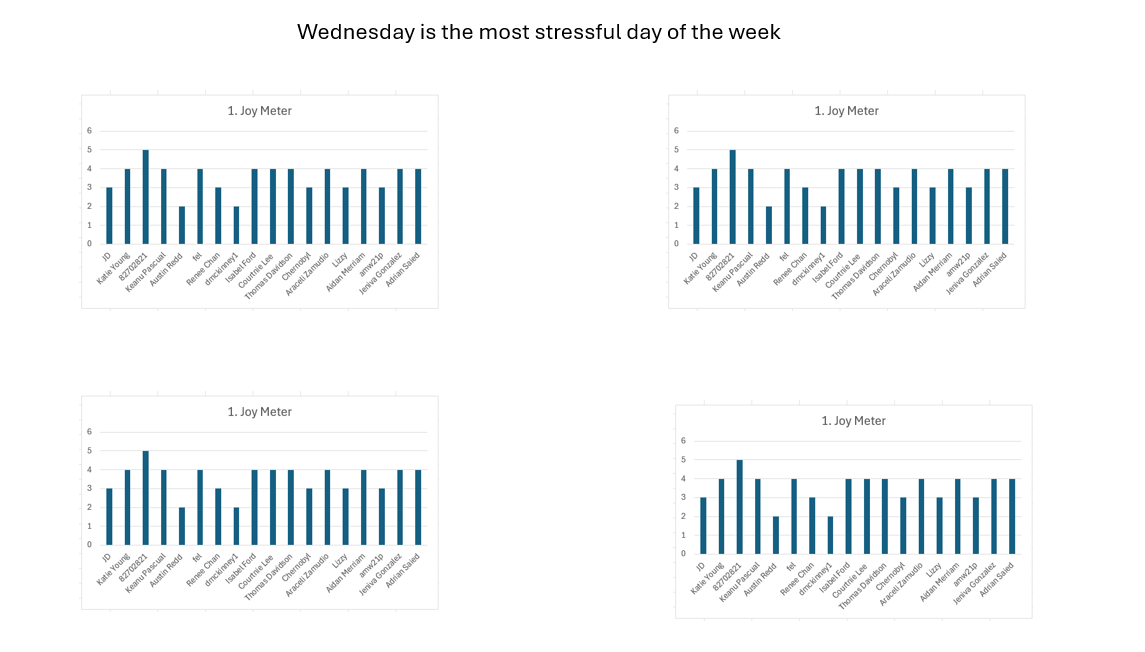 Wednesday is the most stressful day of the week
1. Joy Meter
6
5
4
3
2
1
0
JD
Katie Young
82702821
Keanu Pascual
Austin Redd
fel
Renee Chan
dmckinney1
Isabel Ford
Courtnie Lee
Thomas Davidson
Chernobyl
Araceli Zamudio
Lizzy
Aidan Merriam
amw21p
Jeniva Gonzalez
Adrian Saied
1. Joy Meter
6
5
4
3
2
1
0
JD
Katie Young
82702821
Keanu Pascual
Austin Redd
fel
Renee Chan
dmckinney1
Isabel Ford
Courtnie Lee
Thomas Davidson
Chernobyl
Araceli Zamudio
Lizzy
Aidan Merriam
amw21p
Jeniva Gonzalez
Adrian Saied
1. Joy Meter
6
5
4
3
2
1
0
JD
Katie Young
82702821
Keanu Pascual
Austin Redd
fel
Renee Chan
dmckinney1
Isabel Ford
Courtnie Lee
Thomas Davidson
Chernobyl
Araceli Zamudio
Lizzy
Aidan Merriam
amw21p
Jeniva Gonzalez
Adrian Saied
1. Joy Meter
6
5
4
3
2
1
0
JD
Katie Young
82702821
Keanu Pascual
Austin Redd
fel
Renee Chan
dmckinney1
Isabel Ford
Courtnie Lee
Thomas Davidson
Chernobyl
Araceli Zamudio
Lizzy
Aidan Merriam
amw21p
Jeniva Gonzalez
Adrian Saied